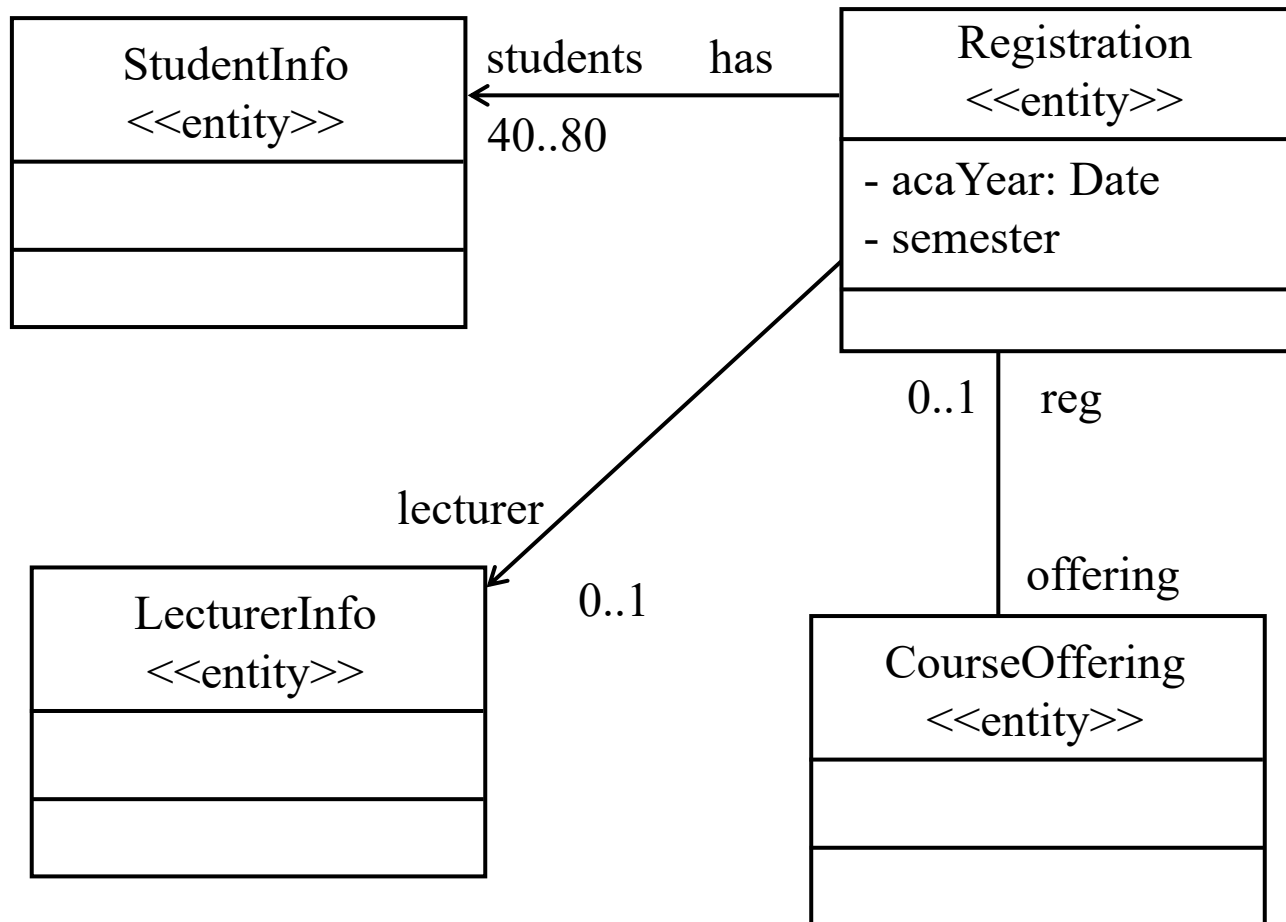 StudentInfo
<<entity>>
students has
40..80
Registration
<<entity>>
- acaYear: Date
- semester
0..1 reg
lecturer
0..1
offering
LecturerInfo
<<entity>>
CourseOffering
<<entity>>